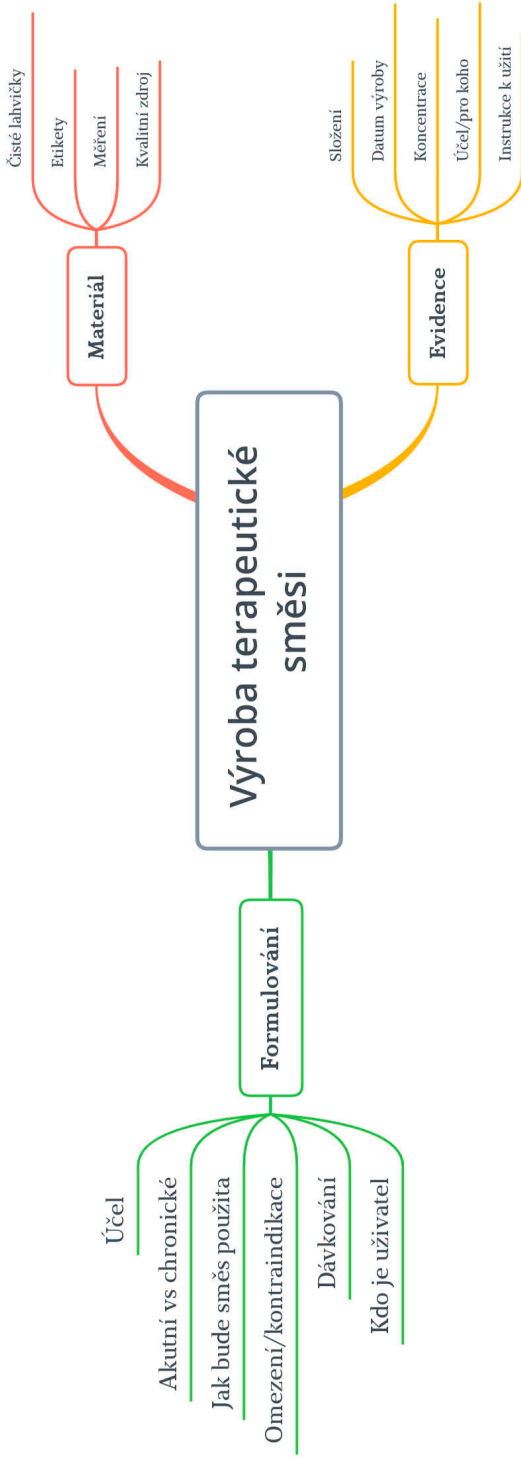 Výroba terapeutické
směsi
Formulování
Účel
Akutní vs chronické
Jak bude směs použita
Omezení/kontraindikace
Dávkování
Kdo je uživatel
Materiál
Čisté lahvičky
Etikety
Měření
Kvalitní zdroj
Evidence
Složení
Datum výroby
Koncentrace
Účel/pro koho
Instrukce k užití